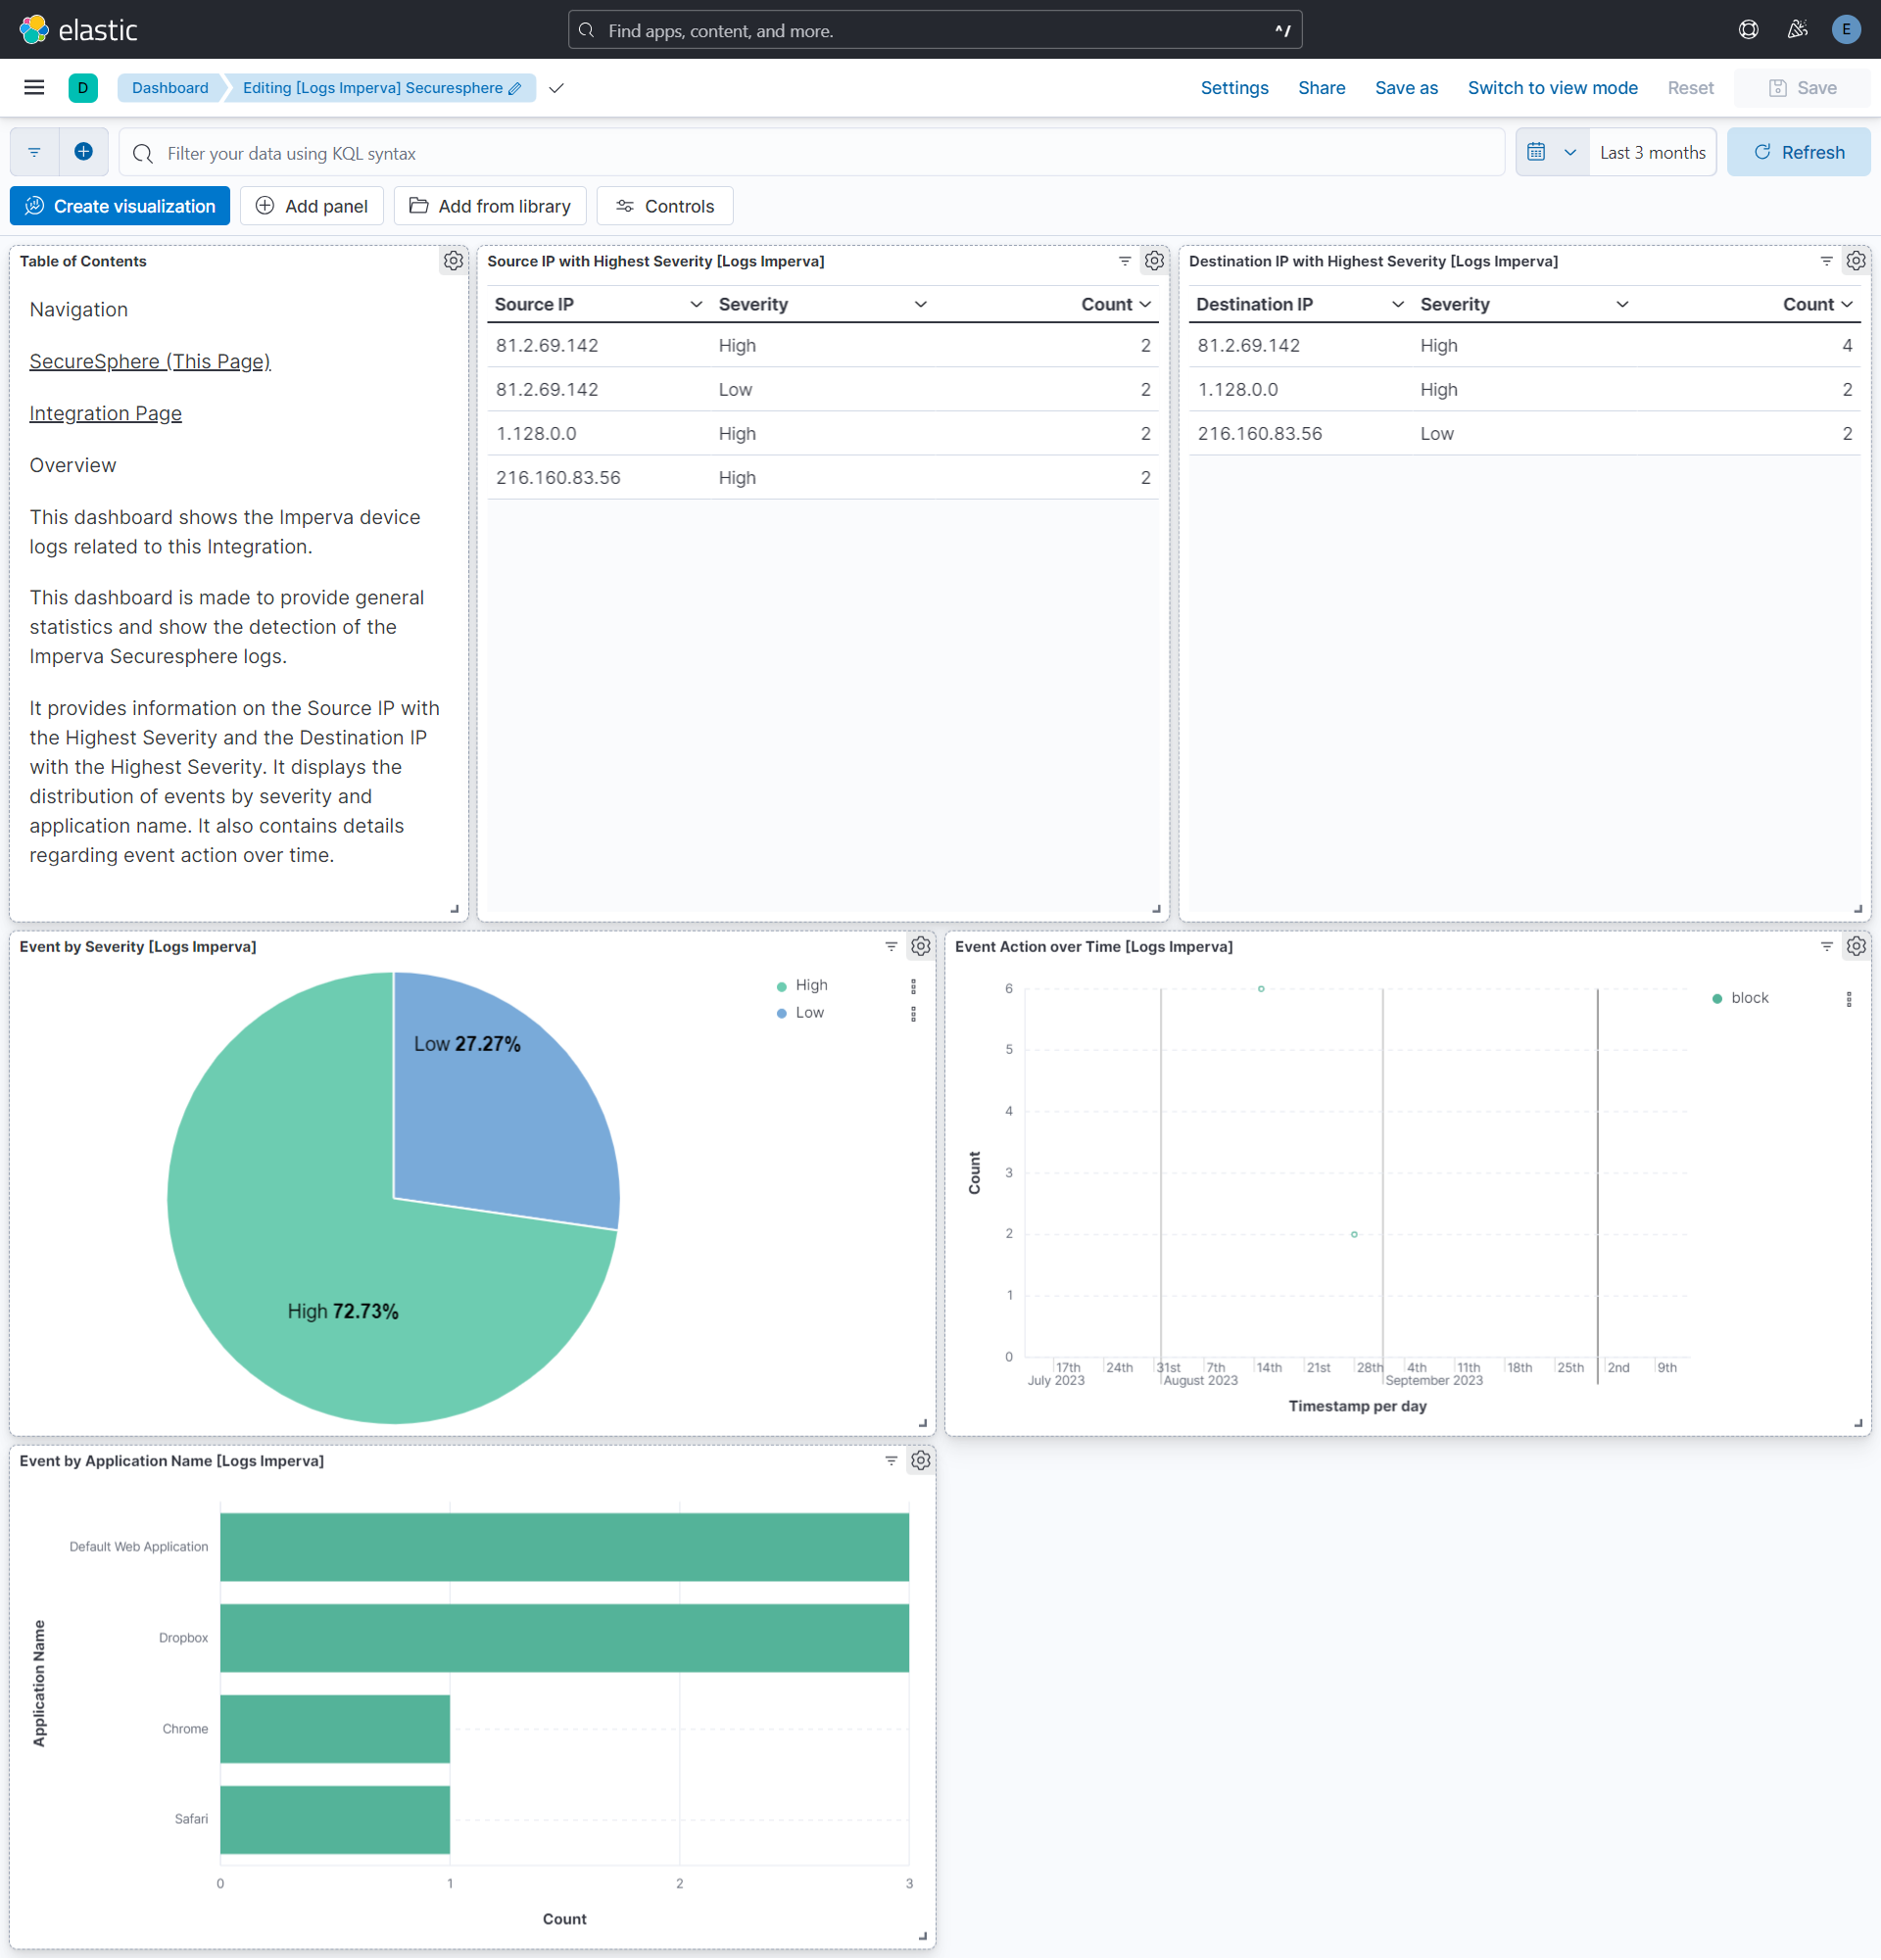 elastic
Find apps, content, and more.
^/
E
D
Dashboard
Editing [Logs Imperva] Securesphere
Settings
Share
Save as
Switch to view mode
Reset
Save
Filter your data using KQL syntax
Last 3 months
Refresh
Create visualization
Add panel
Add from library
Controls
Table of Contents
Navigation
SecureSphere (This Page)
Integration Page
Overview
This dashboard shows the Imperva device
logs related to this Integration.
This dashboard is made to provide general
statistics and show the detection of the
Imperva Securesphere logs.
It provides information on the Source IP with
the Highest Severity and the Destination IP
with the Highest Severity. It displays the
distribution of events by severity and
application name. It also contains details
regarding event action over time.
Source IP with Highest Severity [Logs Imperva]
Source IP Severity Count
81.2.69.142 High 2
81.2.69.142 Low 2
1.128.0.0 High 2
216.160.83.56 High 2
Destination IP with Highest Severity [Logs Imperva]
Destination IP Severity Count
81.2.69.142 High 4
1.128.0.0 High 2
216.160.83.56 Low 2
Event by Severity [Logs Imperva]
High
Low
Low 27.27%
High 72.73%
Event Action over Time [Logs Imperva]
6
5
4
3
2
1
0
Count
block
17th 24th 31st 7th 14th 21st 28th 4th 11th 18th 25th 2nd 9th
July 2023 August 2023 September 2023
Timestamp per day
Event by Application Name [Logs Imperva]
Application Name
Default Web Application
Dropbox
Chrome
Safari
0 1 2 3
Count